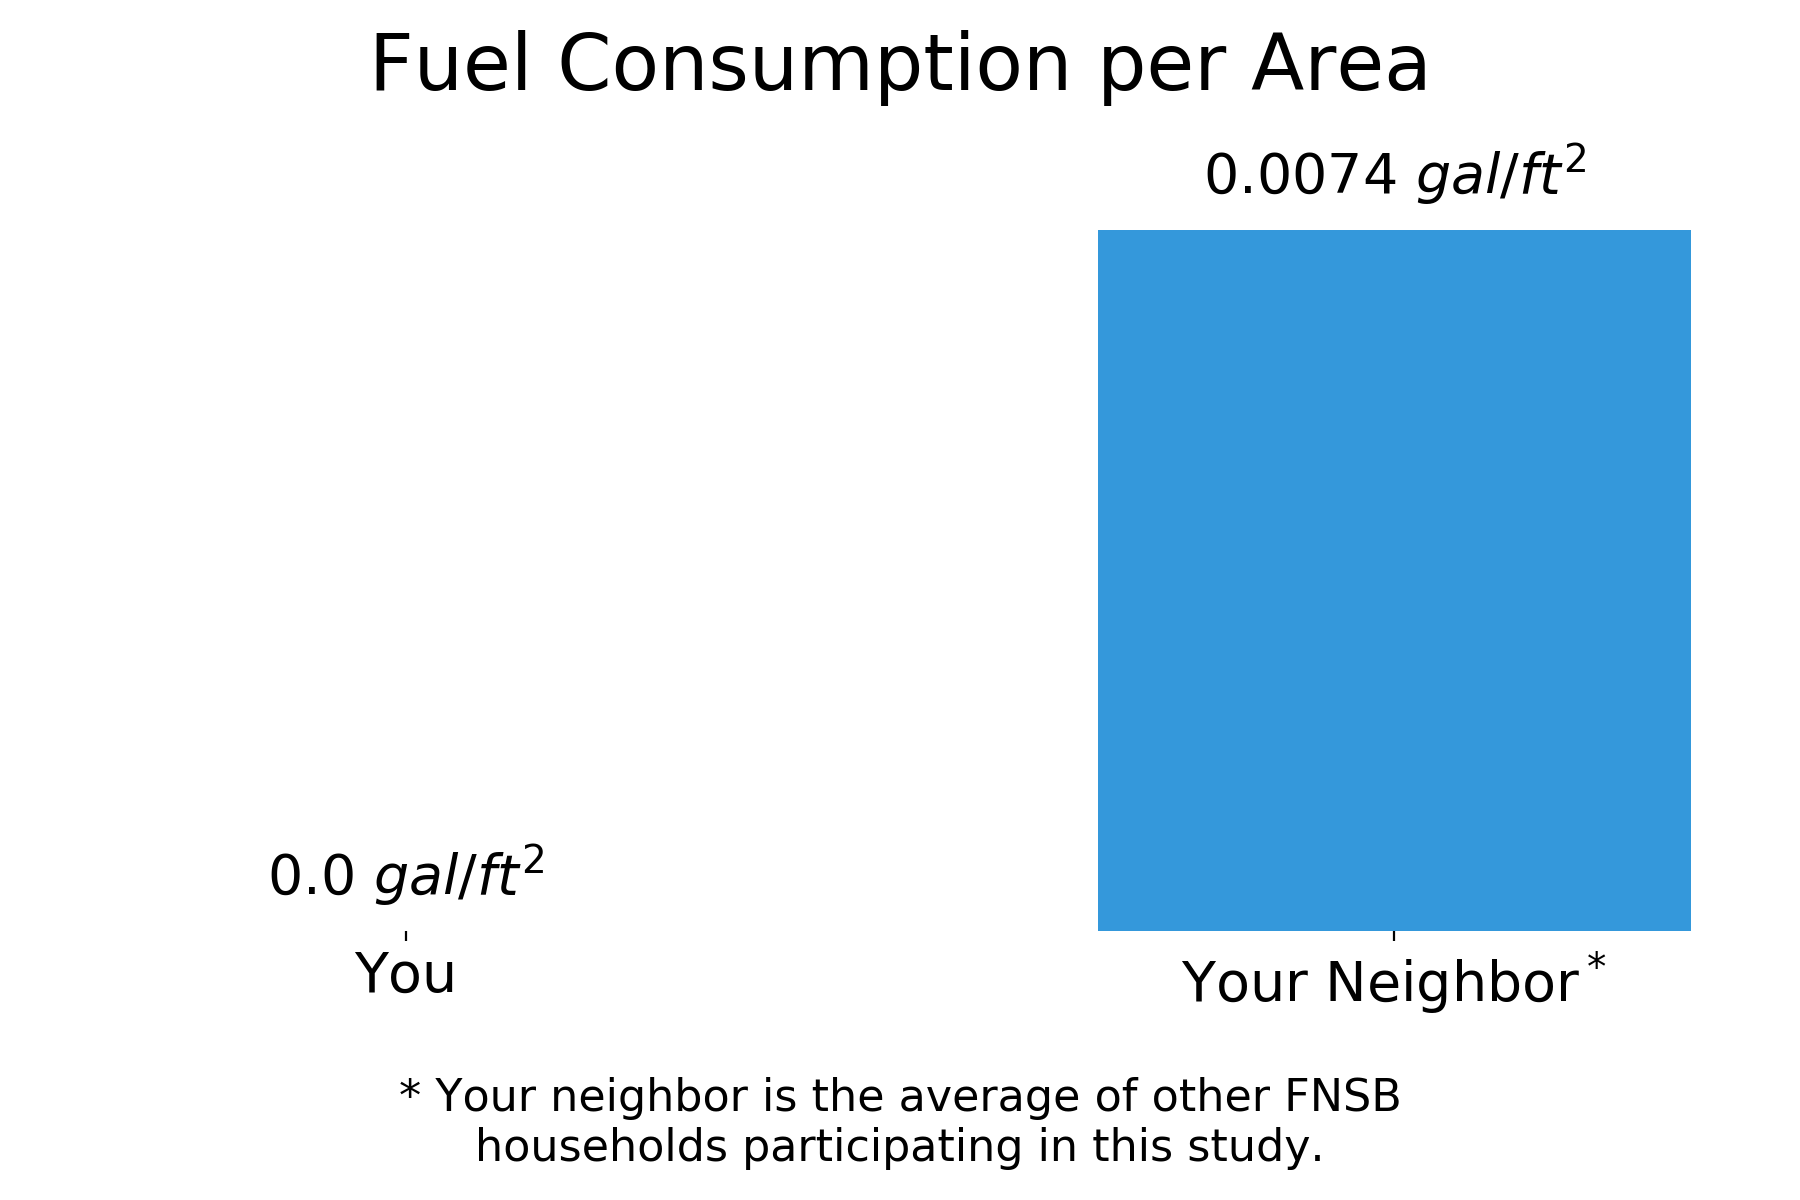 Fuel Consumption per Area
0.0074 gal/ft²
0.0 gal/ft²
You
Your Neighbor*
* Your neighbor is the average of other FNSB
households participating in this study.